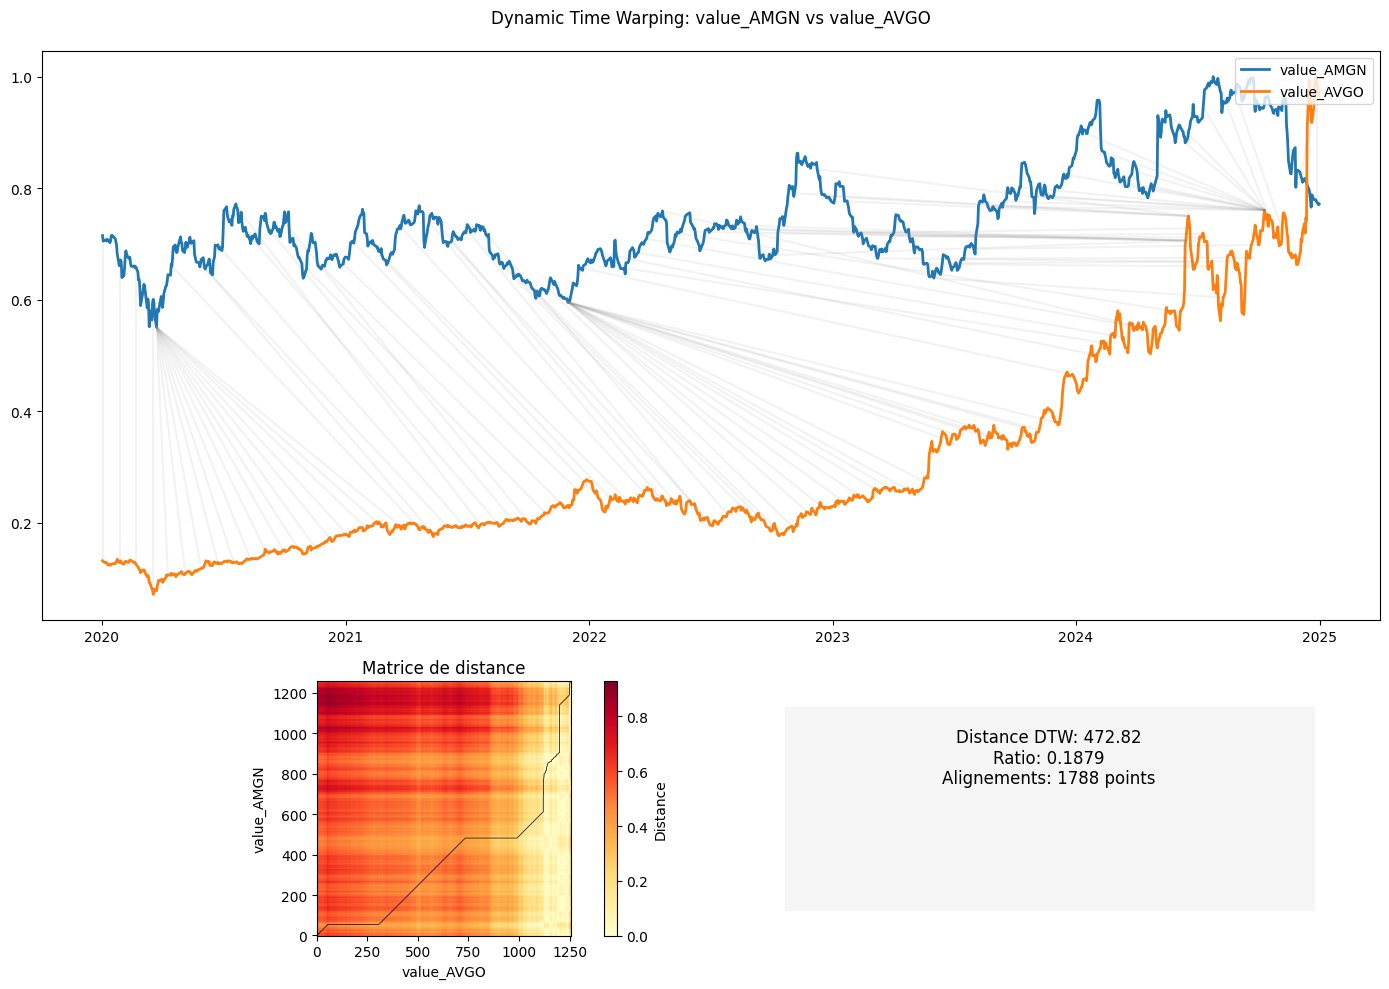 Dynamic Time Warping: value_AMGN vs value_AVGO
value_AMGN
value_AVGO
1.0
0.8
0.6
0.4
0.2
2020 2021 2022 2023 2024 2025
Matrice de distance
value_AMGN
1200
1000
800
600
400
200
0
0 250 500 750 1000 1250
value_AVGO
0.8
0.6
0.4
0.2
0.0
Distance
Distance DTW: 472.82
Ratio: 0.1879
Alignements: 1788 points